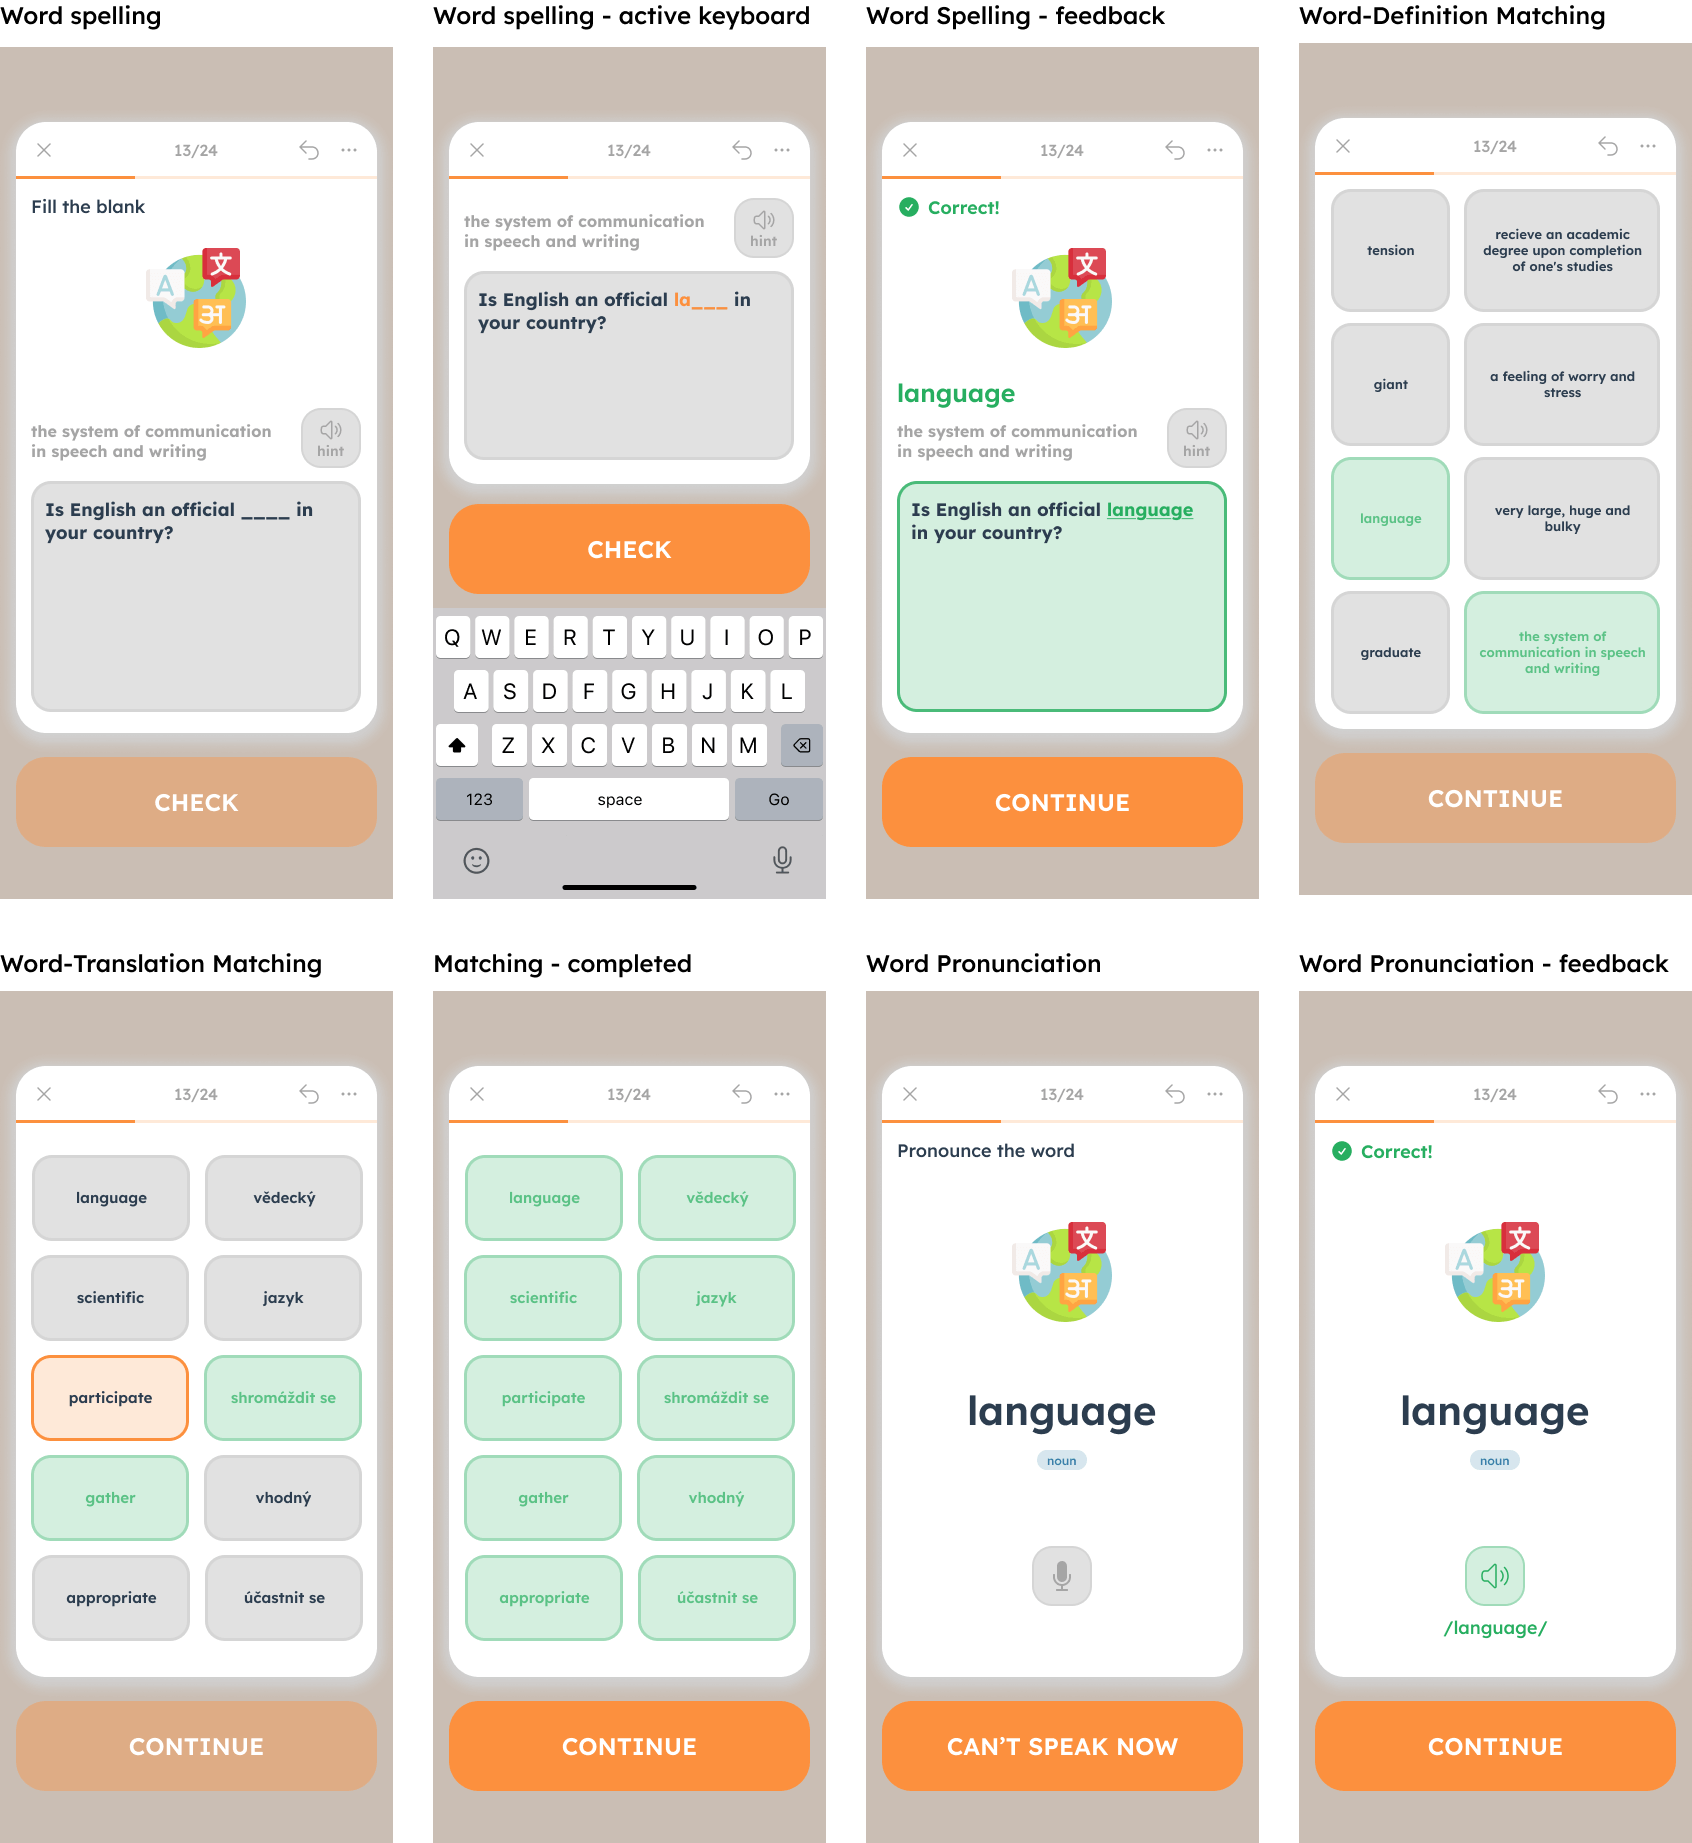 Word spelling
13/24
Fill the blank
A
文
अ
the system of communication
in speech and writing
hint
Is English an official ____ in
your country?
CHECK
Word spelling - active keyboard
13/24
the system of communication
in speech and writing
hint
Is English an official la___ in
your country?
CHECK
Q W E R T Y U I O P
A S D F G H J K L
Z X C V B N M
123 space Go
Word Spelling - feedback
13/24
Correct!
A
文
अ
language
the system of communication
in speech and writing
hint
Is English an official language
in your country?
CONTINUE
Word-Definition Matching
13/24
tension
recieve an academic
degree upon completion
of one's studies
giant
a feeling of worry and
stress
language
very large, huge and
bulky
graduate
the system of
communication in speech
and writing
CONTINUE
Word-Translation Matching
13/24
language
vědecký
scientific
jazyk
participate
shromáždit se
gather
vhodný
appropriate
účastnit se
CONTINUE
Matching - completed
13/24
language
vědecký
scientific
jazyk
participate
shromáždit se
gather
vhodný
appropriate
účastnit se
CONTINUE
Word Pronunciation
13/24
Pronounce the word
A
文
अ
language
noun
CAN’T SPEAK NOW
Word Pronunciation - feedback
13/24
Correct!
A
文
अ
language
noun
/language/
CONTINUE